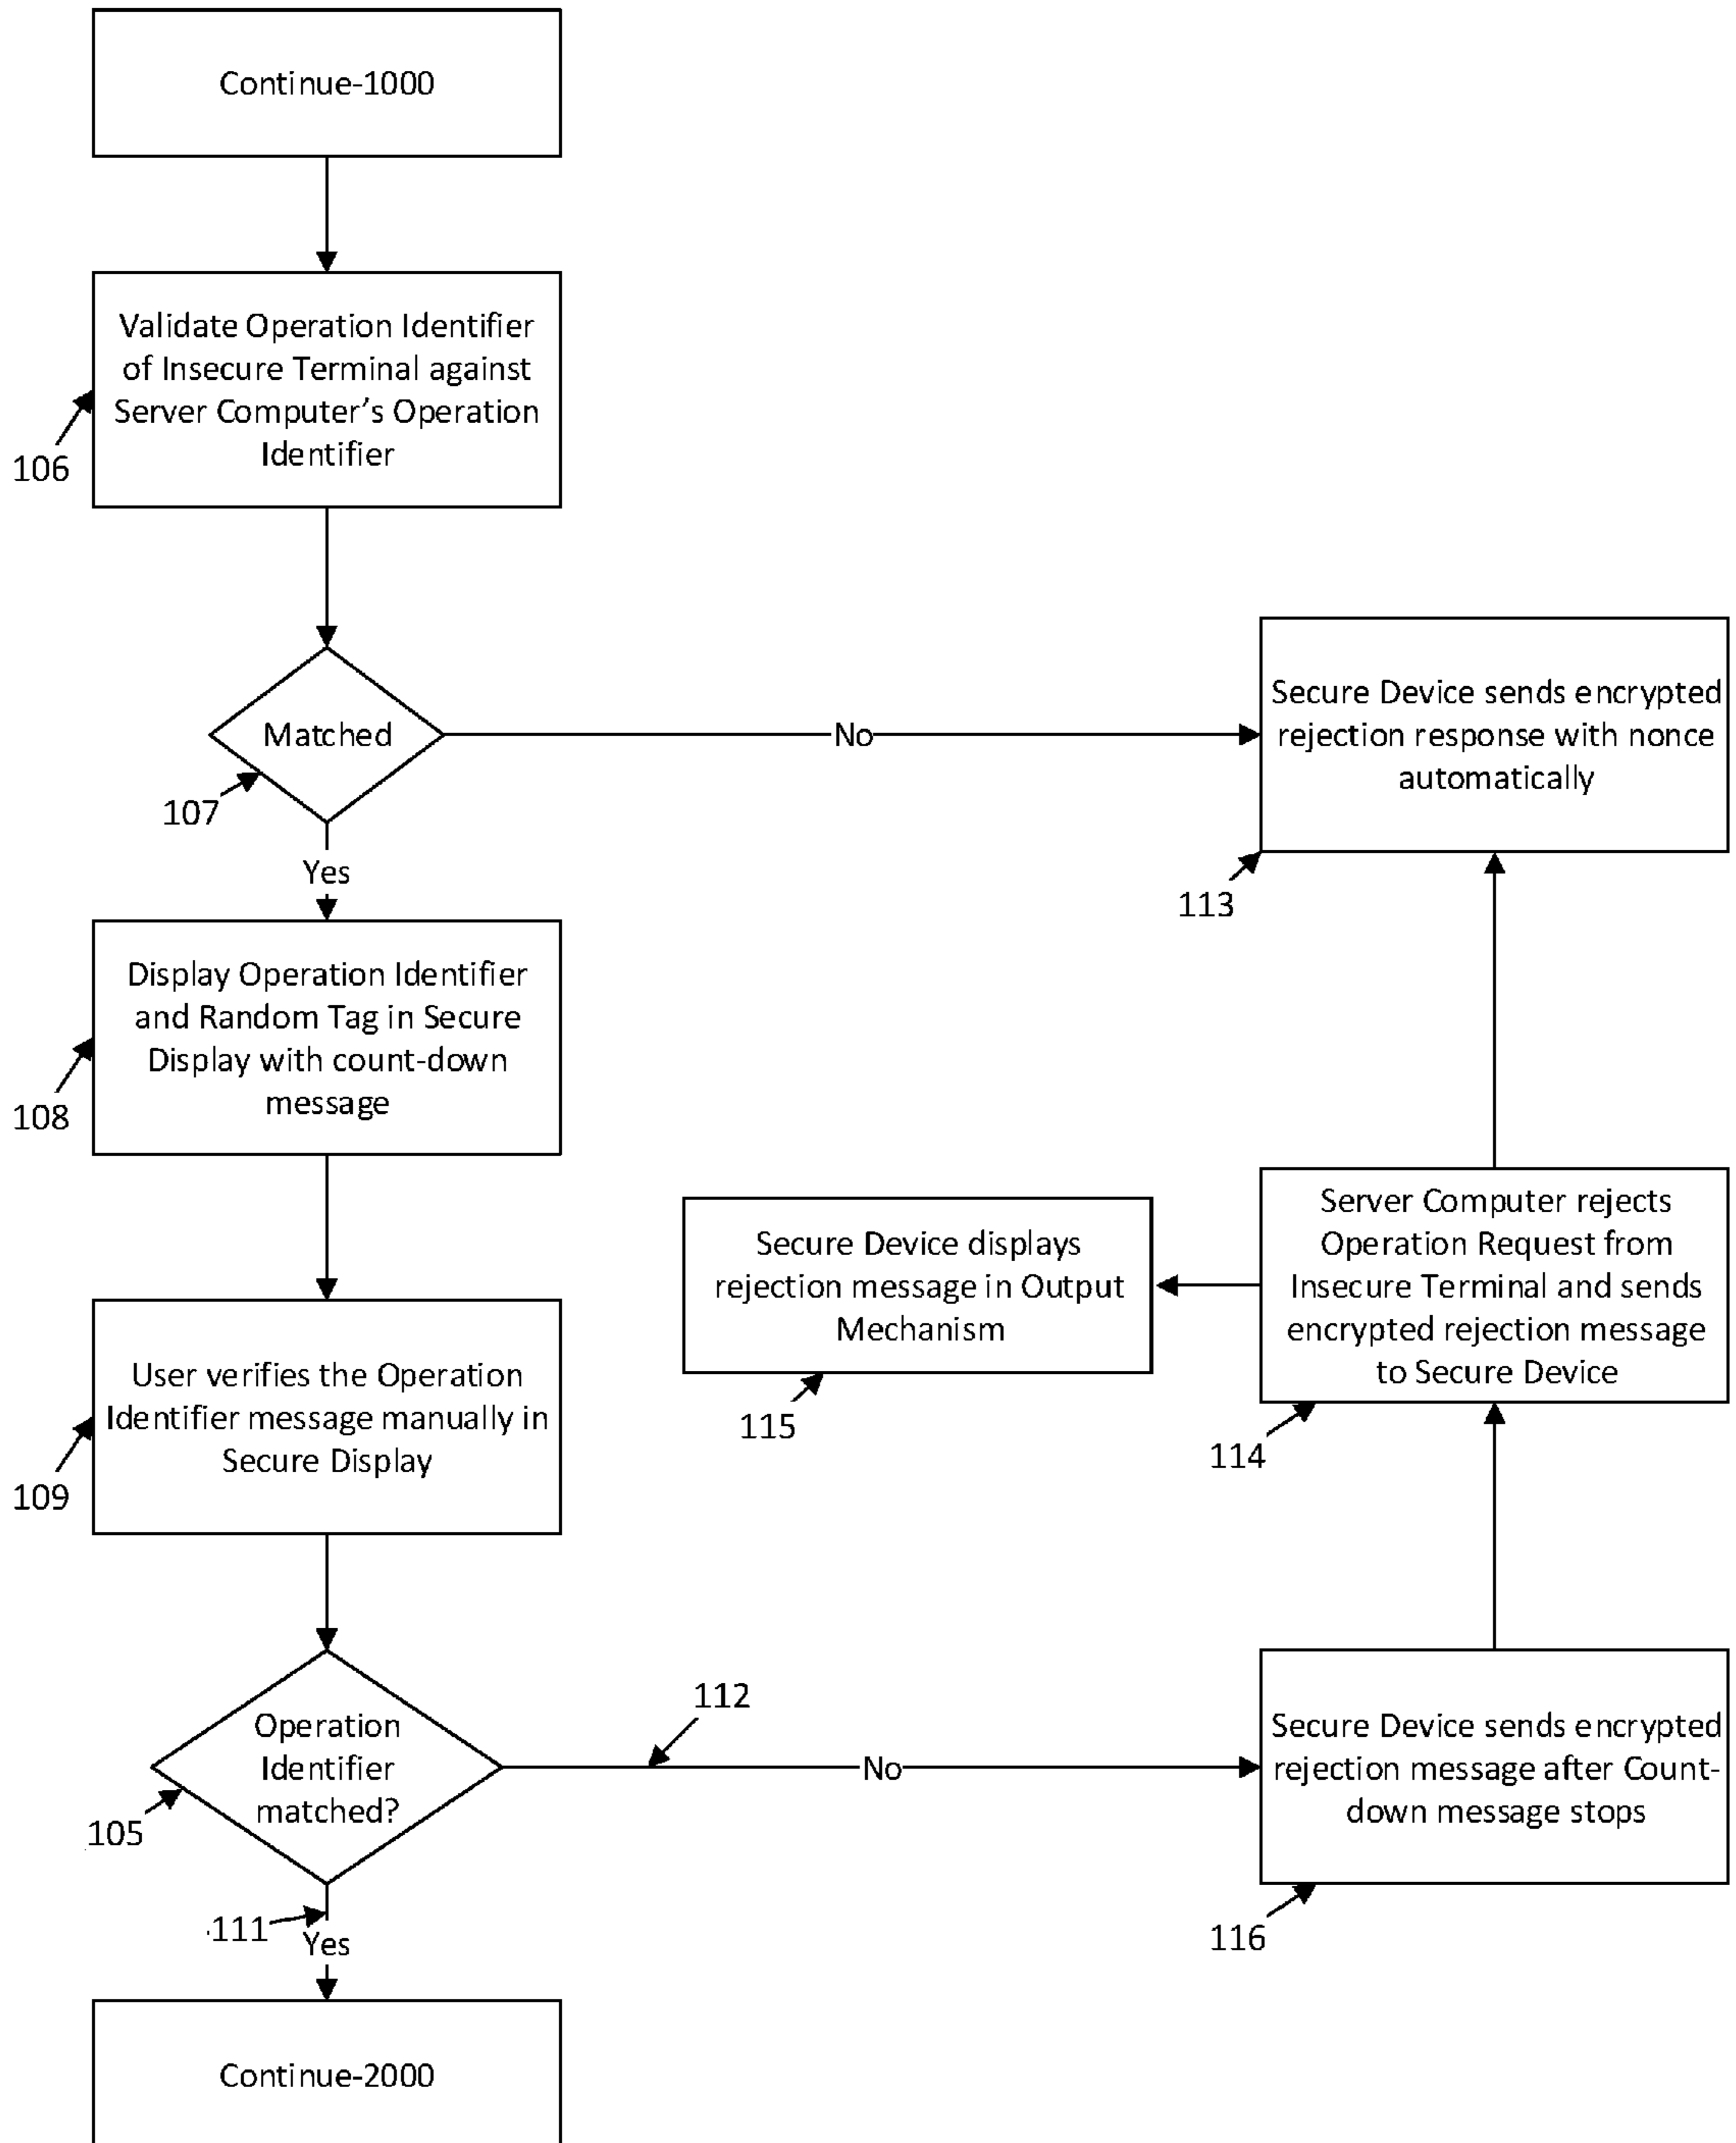 Continue-1000
Validate Operation Identifier
of Insecure Terminal against
Server Computer's Operation
Identifier
106
Matched
No
107
Yes
Secure Device sends encrypted
rejection response with nonce
automatically
113
Display Operation Identifier
and Random Tag in Secure
Display with count-down
message
108
Secure Device displays
rejection message in Output
Mechanism
115
Server Computer rejects
Operation Request from
Insecure Terminal and sends
encrypted rejection message
to Secure Device
114
User verifies the Operation
Identifier message manually in
Secure Display
109
Operation
Identifier
matched?
105
112
No
Secure Device sends encrypted
rejection message after Count-
down message stops
116
111
Yes
Continue-2000